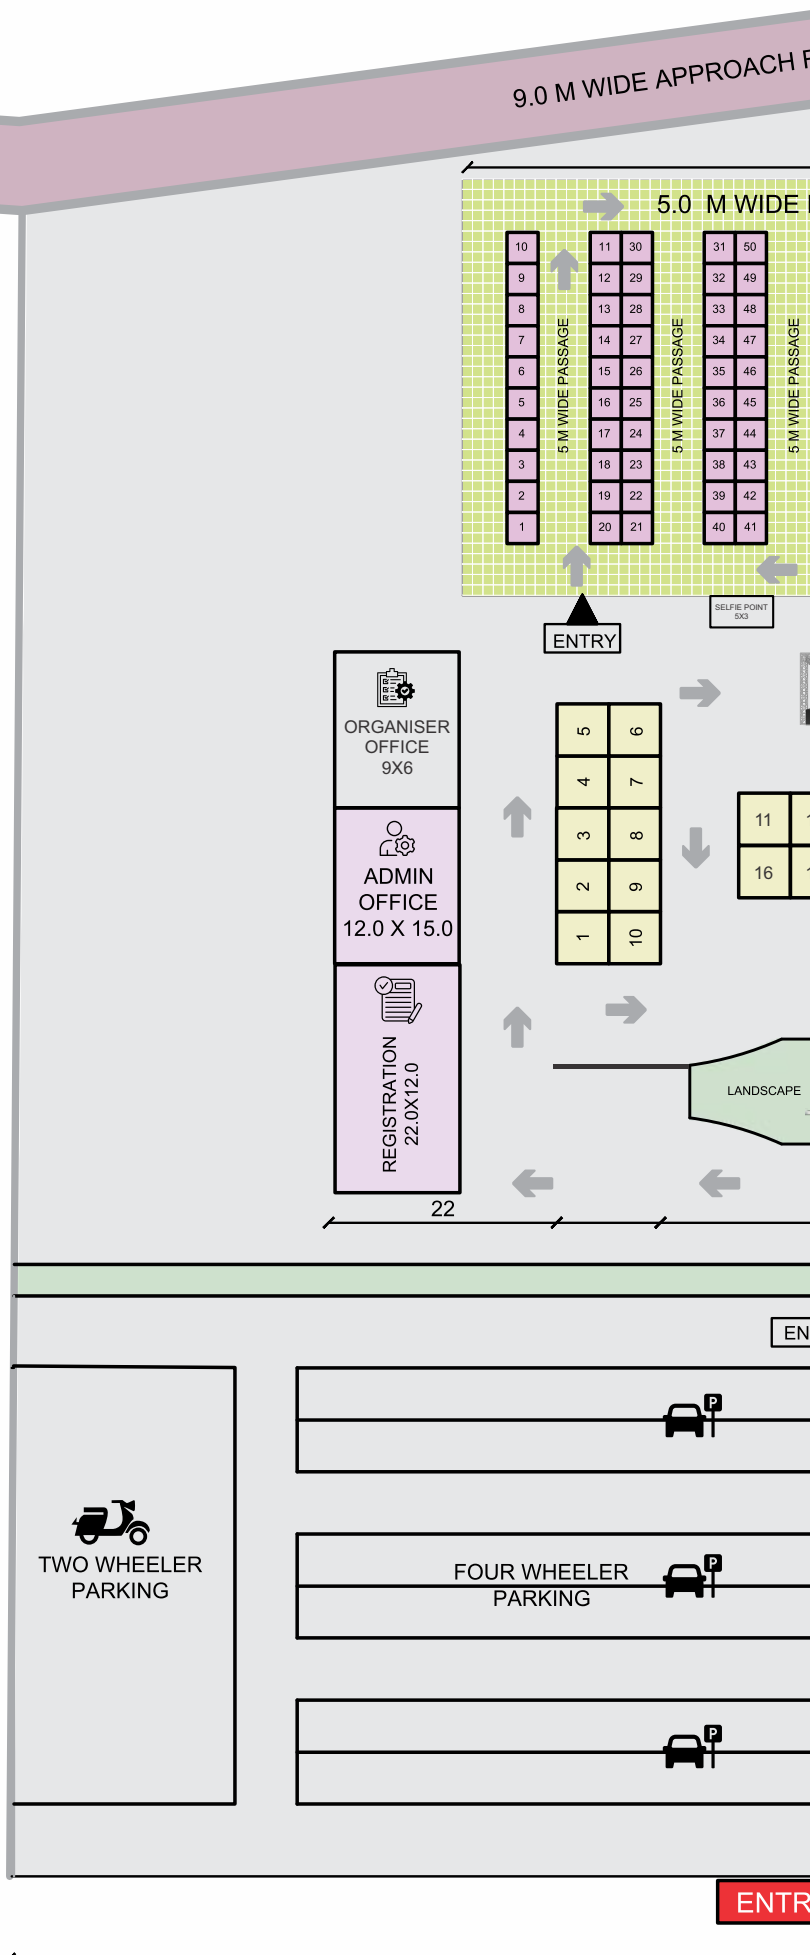 9.0 M WIDE APPROACH
5.0 M WIDE
10 11 30 31 50
9 12 29 32 49
8 13 28 33 48
7 14 27 34 47
6 15 26 35 46
5 16 25 36 45
4 17 24 37 44
3 18 23 38 43
2 19 22 39 42
1 20 21 40 41
5 M WIDE PASSAGE
5 M WIDE PASSAGE
5 M WIDE PASSAGE
SELFIE POINT
5X3
ENTRY
ORGANISER
OFFICE
9X6
ADMIN
OFFICE
12.0 X 15.0
REGISTRATION
22.0X12.0
5 6
4 7
3 8
2 9
1 10
11
16
LANDSCAPE
22
P
TWO WHEELER
PARKING
FOUR WHEELER
PARKING
P
P